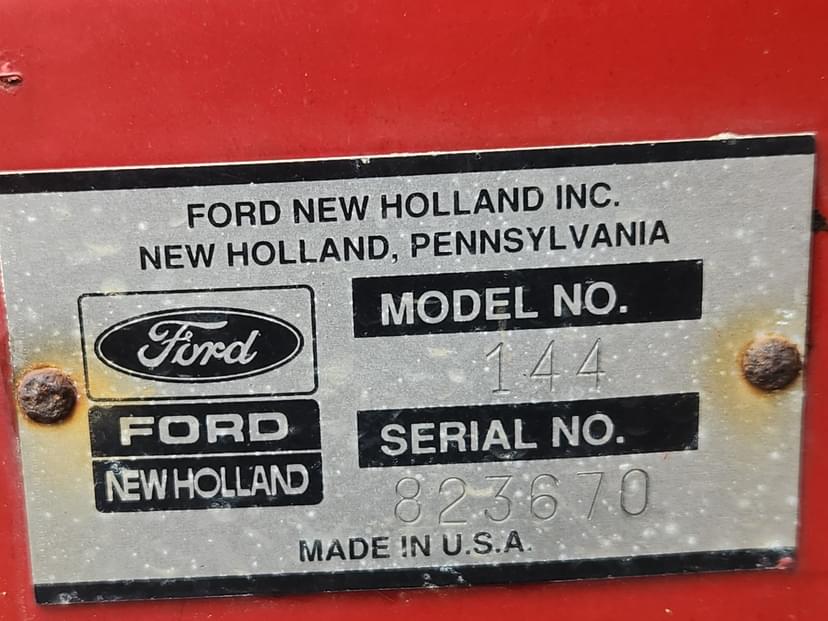 FORD NEW HOLLAND INC.
NEW HOLLAND, PENNSYLVANIA
Ford
FORD
NEW HOLLAND
MODEL NO.
144
SERIAL NO.
823670
MADE IN U.S.A.